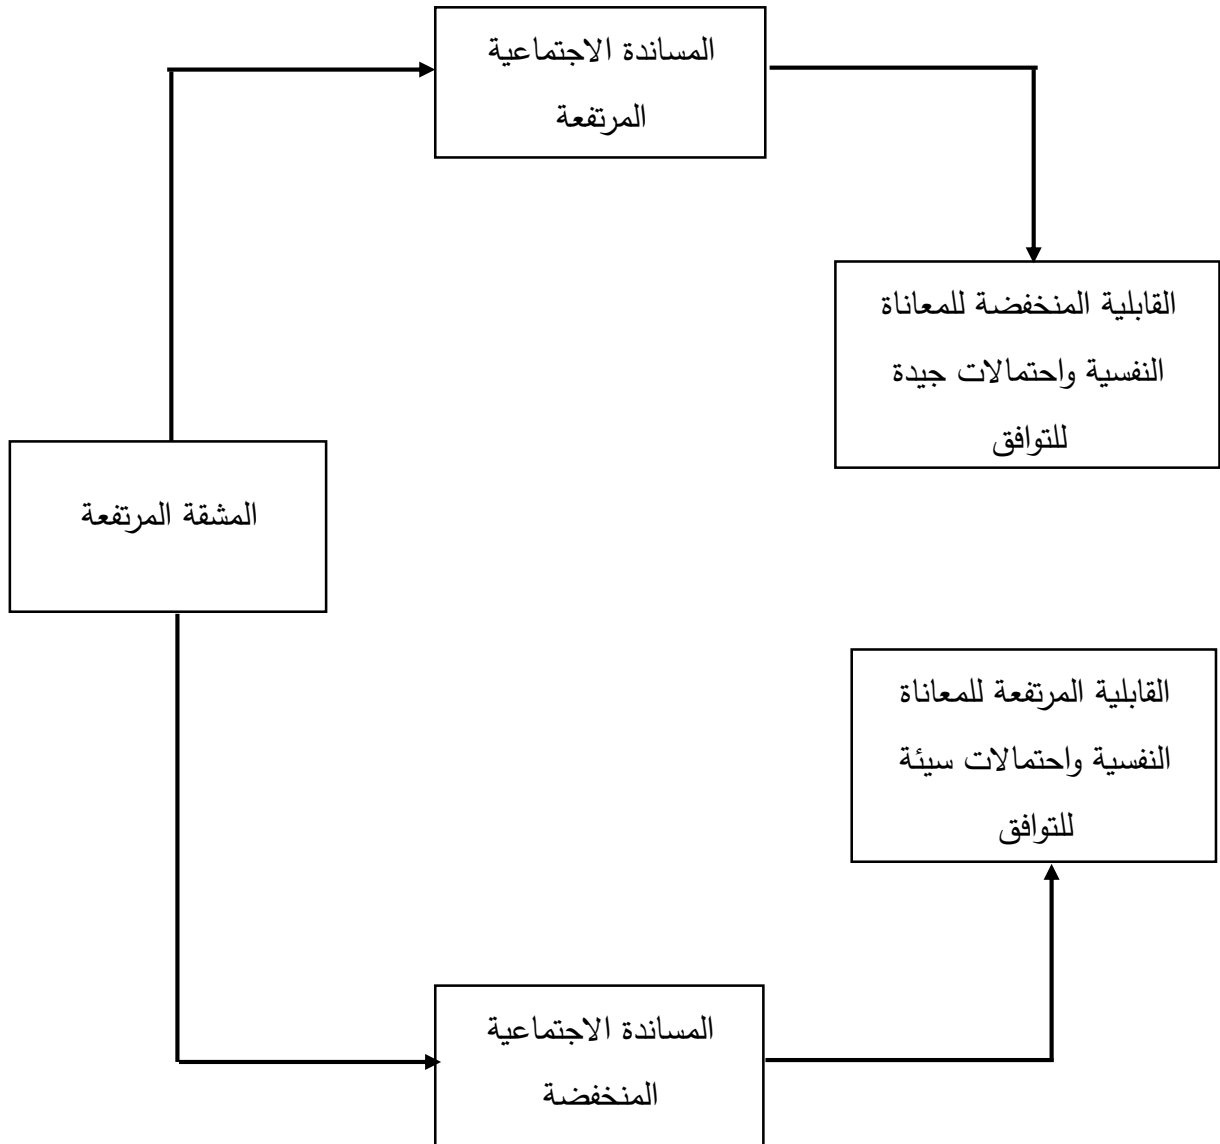 المساندة الاجتماعية
المرتفعة
القابلية المنخفضة للمعاناة
النفسية واحتمالات جيدة
للتوافق
المشقة المرتفعة
القابلية المرتفعة للمعاناة
النفسية واحتمالات سيئة
للتوافق
المساندة الاجتماعية
المنخفضة